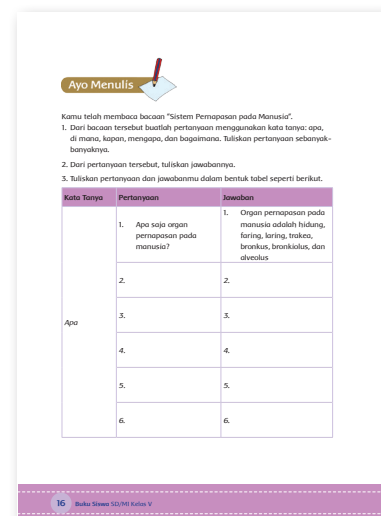 Ayo Menulis
Kamu telah membaca bacaan “Sistem Pernapasan pada Manusia”.
1. Dari bacaan tersebut buatlah pertanyaan menggunakan kata tanya: apa,
di mana, kapan, mengapa, dan bagaimana. Tuliskan pertanyaan sebanyak-
banyaknya.
2. Dari pertanyaan tersebut, tuliskan jawabannya.
3. Tuliskan pertanyaan dan jawabanmu dalam bentuk tabel seperti berikut.
Kata Tanya Pertanyaan Jawaban
Apa
1. Apa saja organ
pernapasan pada
manusia?
1. Organ pernapasan pada
manusia adalah hidung,
faring, laring, trakea,
bronkus, bronkiolus, dan
alveolus
2. 2.
3. 3.
4. 4.
5. 5.
6. 6.
16 Buku Siswa SD/MI Kelas V